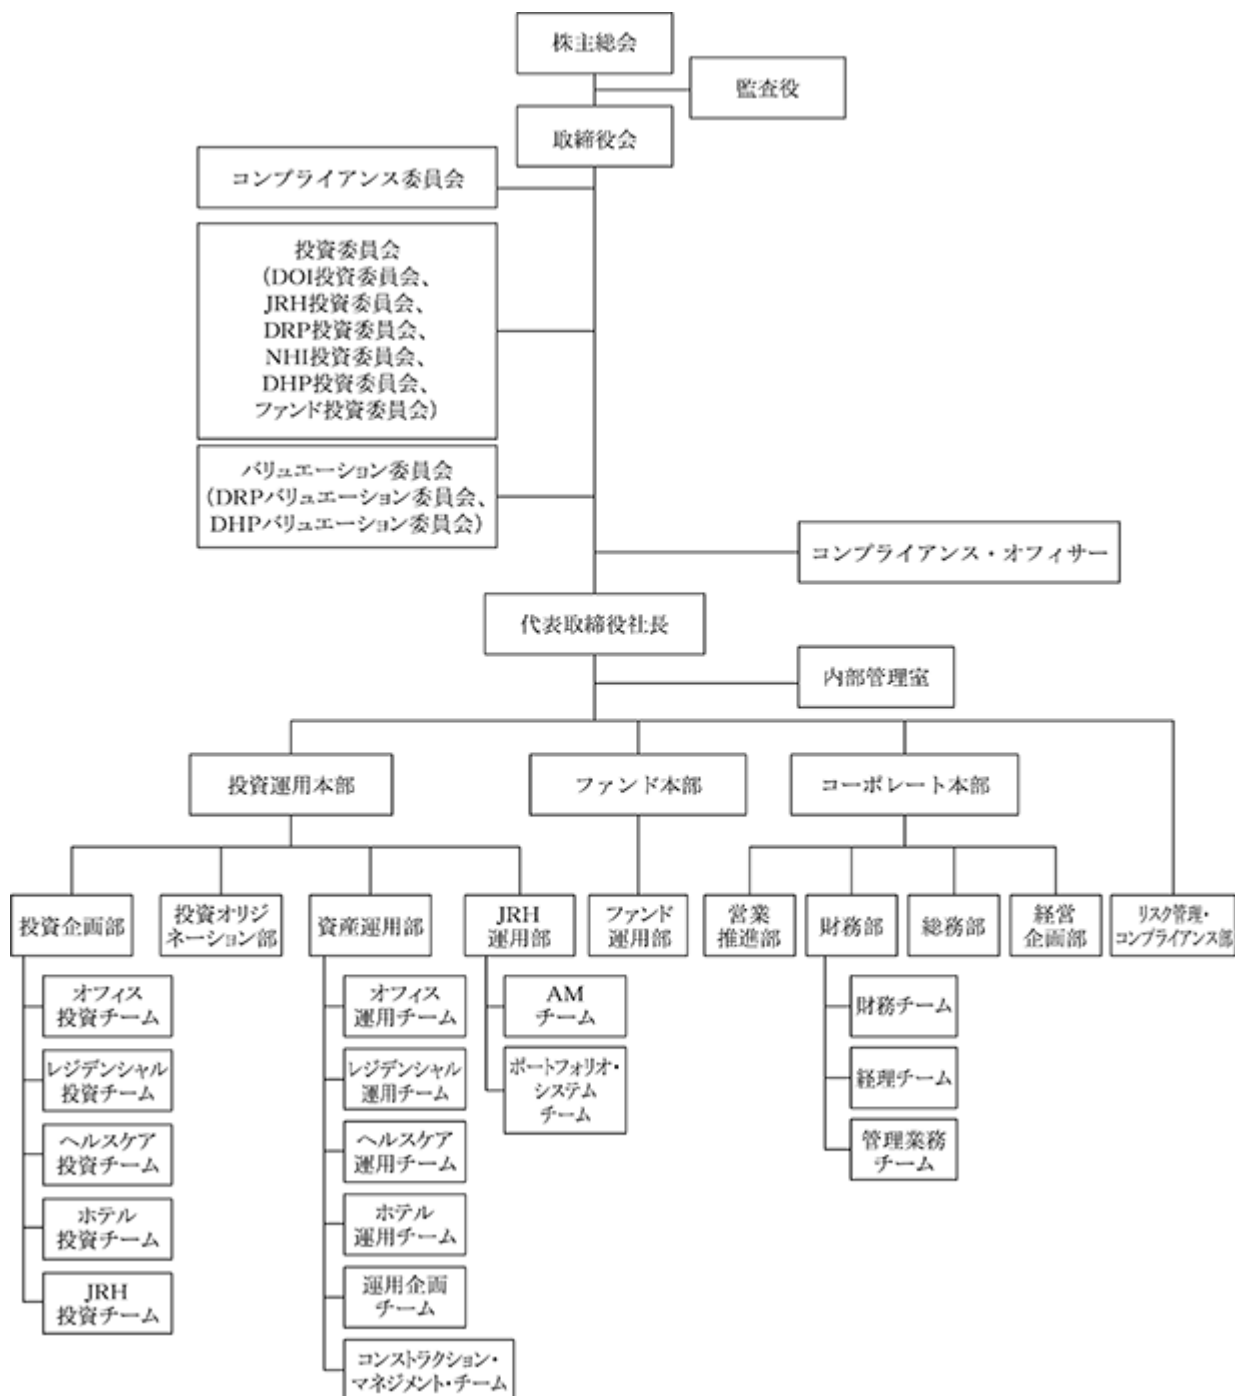 株主総会
監査役
取締役会
コンプライアンス委員会
投資委員会
(DOI投資委員会、
JRH投資委員会、
DRP投資委員会、
NHI投資委員会、
DHP投資委員会、
ファンド投資委員会)
バリュエーション委員会
(DRPバリュエーション委員会、
DHPバリュエーション委員会)
コンプライアンス・オフィサー
代表取締役社長
内部管理室
投資運用本部
ファンド本部
コーポレート本部
投資企画部
投資オリジ
ネーション部
資産運用部
JRH
運用部
ファンド
運用部
営業
推進部
財務部
総務部
経営
企画部
リスク管理・
コンプライアンス部
オフィス
投資チーム
レジデンシャル
投資チーム
ヘルスケア
投資チーム
ホテル
投資チーム
JRH
投資チーム
オフィス
運用チーム
レジデンシャル
運用チーム
ヘルスケア
運用チーム
ホテル
運用チーム
運用企画
チーム
コンストラクション・
マネジメント・チーム
AM
チーム
ポートフォリオ・
システム
チーム
財務チーム
経理チーム
管理業務
チーム